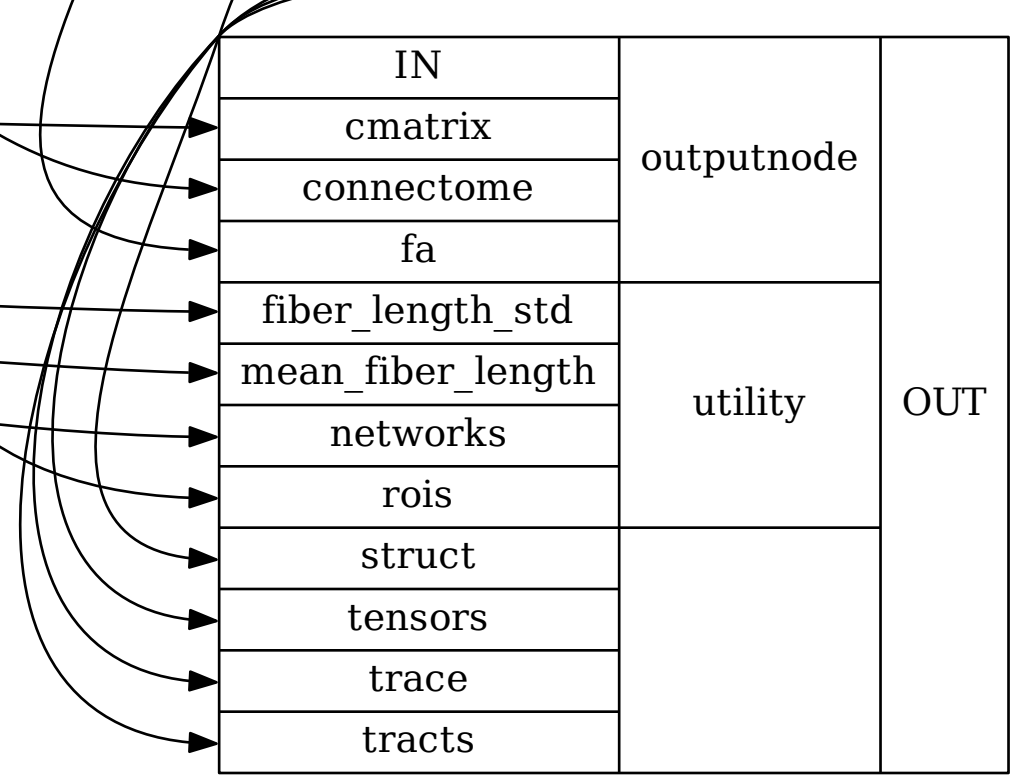 IN
cmatrix
connectome
fa
fiber_length_std
mean_fiber_length
networks
rois
struct
tensors
trace
tracts
outputnode
utility
OUT